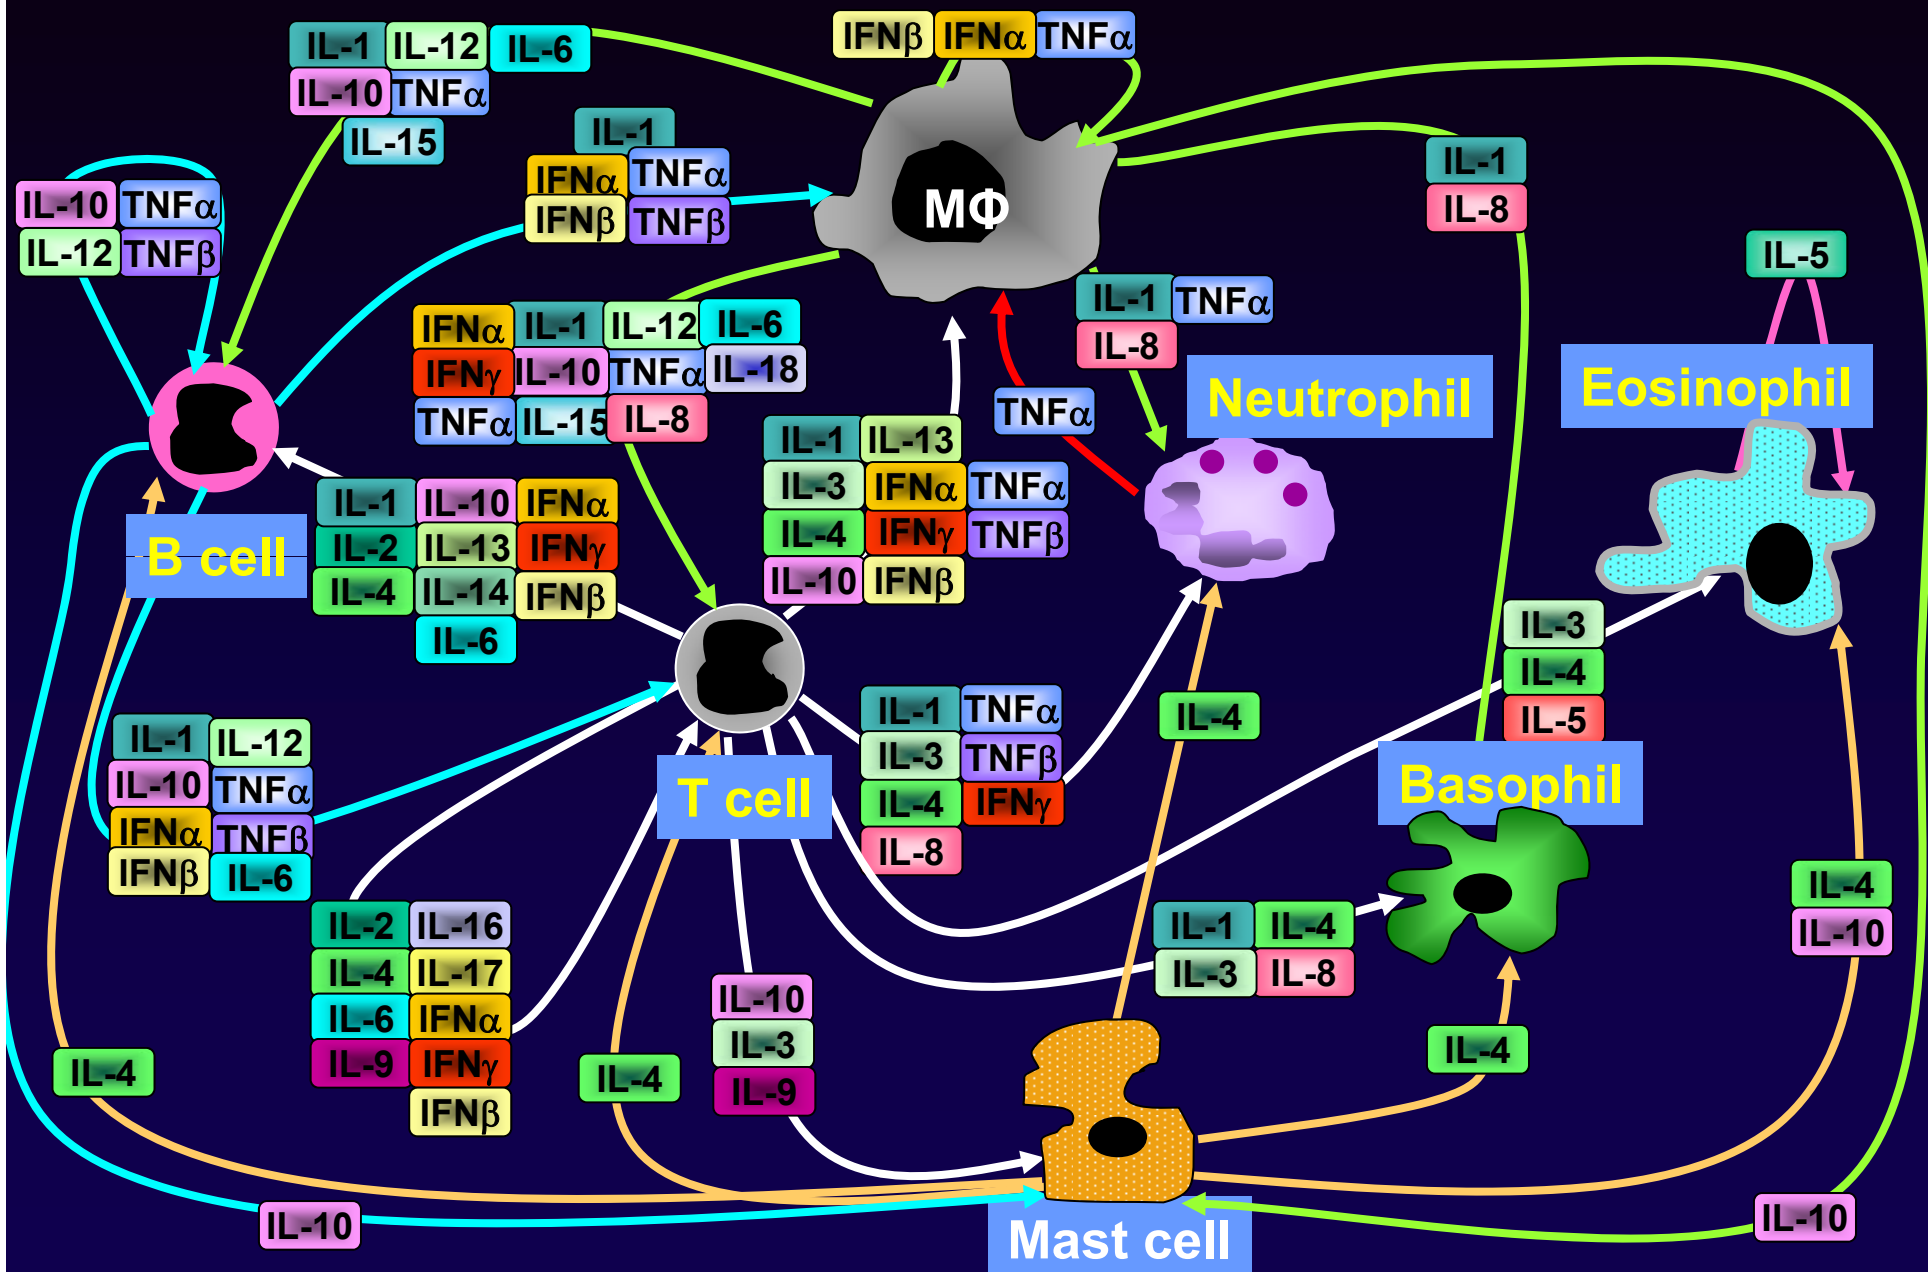 IL-1 IL-12 IL-6
IL-10 TNFα
IL-15
IFNβ IFNα TNFα
IL-1
IFNα TNFα
IFNβ TNFβ
IL-10 TNFα
IL-12 TNFβ
MΦ
IL-1
IL-8
IL-5
IL-1 TNFα
IL-8
IFNα IL-1 IL-12 IL-6
IFNγ IL-10 TNFα IL-18
TNFα IL-15 IL-8
TNFα
Neutrophil
Eosinophil
IL-1 IL-13
IL-3 IFNα TNFα
IL-4 IFNγ TNFβ
IL-10 IFNβ
IL-1 IL-10 IFNα
IL-2 IL-13 IFNγ
IL-4 IL-14 IFNβ
IL-6
B cell
IL-3
IL-4
IL-5
IL-1 TNFα
IL-3 TNFβ
IL-4 IFNγ
IL-8
IL-4
IL-1 IL-12
IL-10 TNFα
IFNα TNFβ
IFNβ IL-6
T cell
Basophil
IL-2 IL-16
IL-4 IL-17
IL-6 IFNα
IL-9 IFNγ
IFNβ
IL-1 IL-4
IL-3 IL-8
IL-4
IL-10
IL-10
IL-3
IL-9
IL-4
IL-4
IL-4
IL-10
IL-10
Mast cell